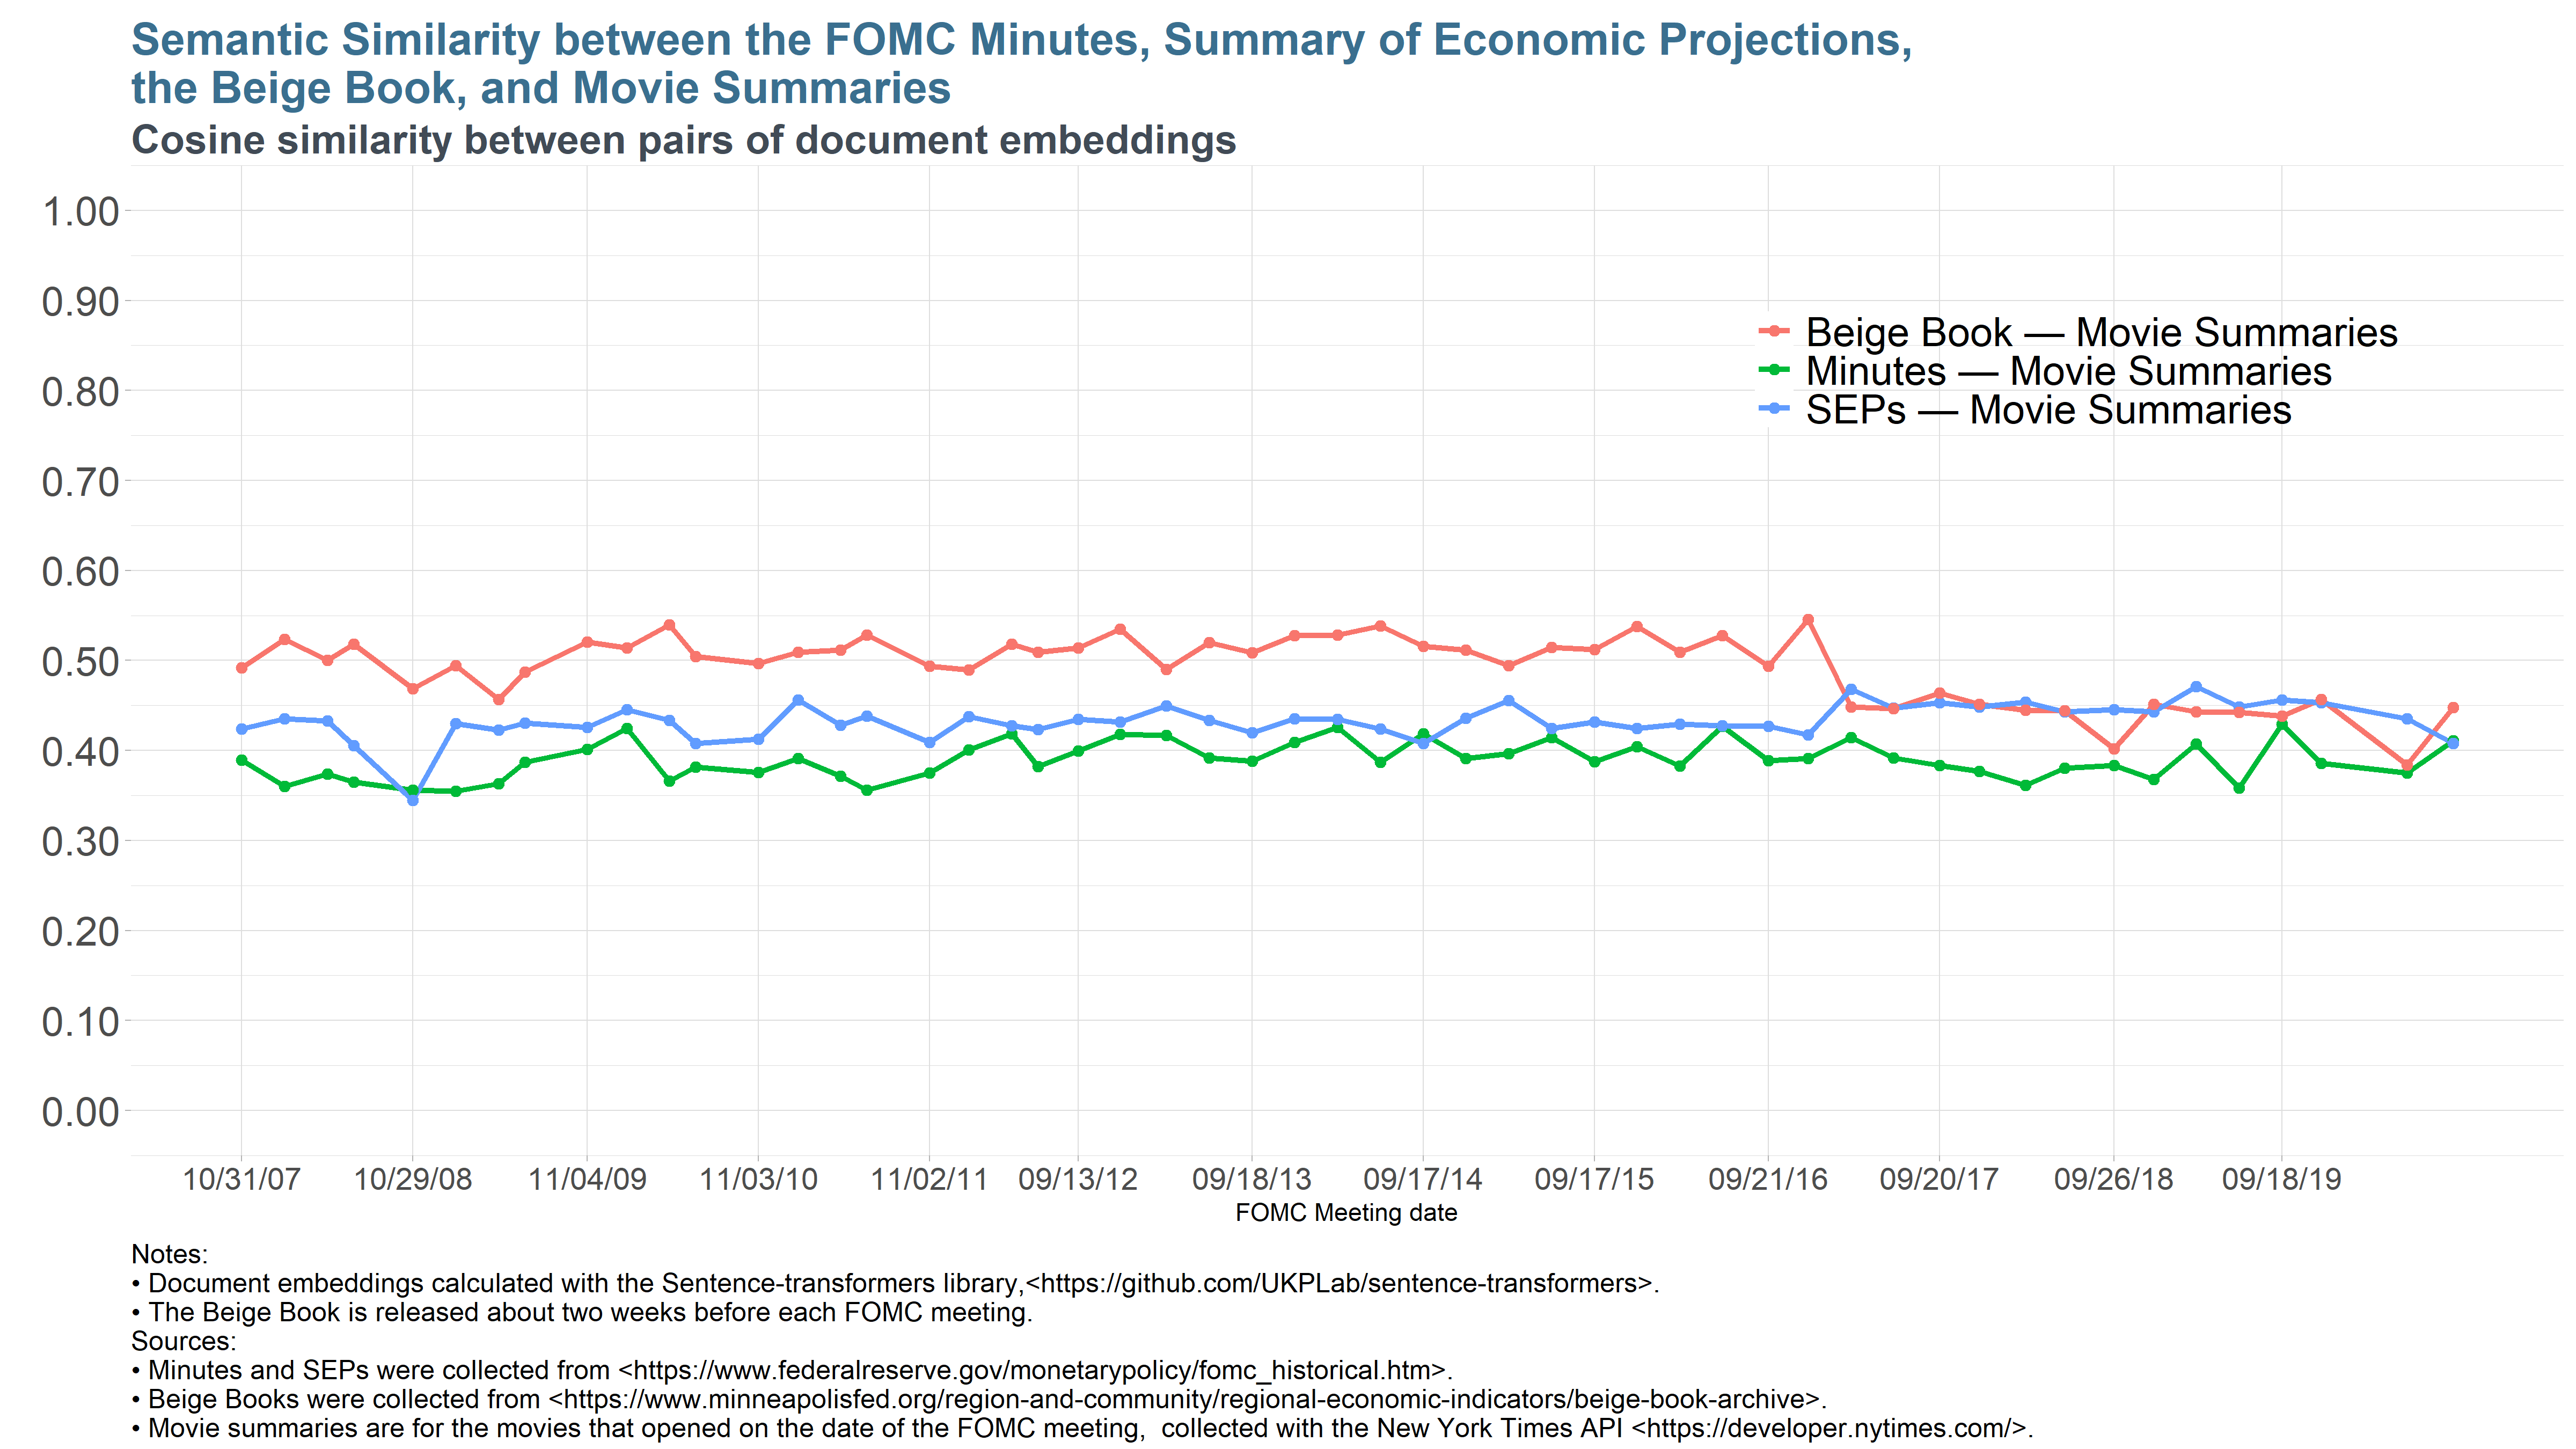 Semantic Similarity between the FOMC Minutes, Summary of Economic Projections,
the Beige Book, and Movie Summaries
Cosine similarity between pairs of document embeddings
1.00
0.90
0.80
0.70
0.60
0.50
0.40
0.30
0.20
0.10
0.00
Beige Book — Movie Summaries
Minutes — Movie Summaries
SEPs — Movie Summaries
10/31/07 10/29/08 11/04/09 11/03/10 11/02/11 09/13/12 09/18/13 09/17/14 09/17/15 09/21/16 09/20/17 09/26/18 09/18/19
FOMC Meeting date
Notes:
• Document embeddings calculated with the Sentence-transformers library,<https://github.com/UKPLab/sentence-transformers>.
• The Beige Book is released about two weeks before each FOMC meeting.
Sources:
• Minutes and SEPs were collected from <https://www.federalreserve.gov/monetarypolicy/fomc_historical.htm>.
• Beige Books were collected from <https://www.minneapolisfed.org/region-and-community/regional-economic-indicators/beige-book-archive>.
• Movie summaries are for the movies that opened on the date of the FOMC meeting,  collected with the New York Times API <https://developer.nytimes.com/>.